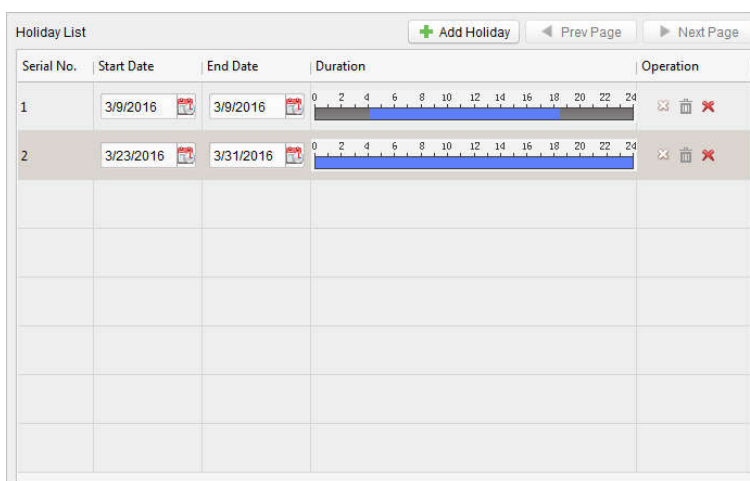 Holiday List Add Holiday Prev Page Next Page
Serial No. Start Date End Date Duration Operation
0 2 4 6 8 10 12 14 16 18 20 22 24
1 3/9/2016 3/9/2016
0 2 4 6 8 10 12 14 16 18 20 22 24
2 3/23/2016 3/31/2016